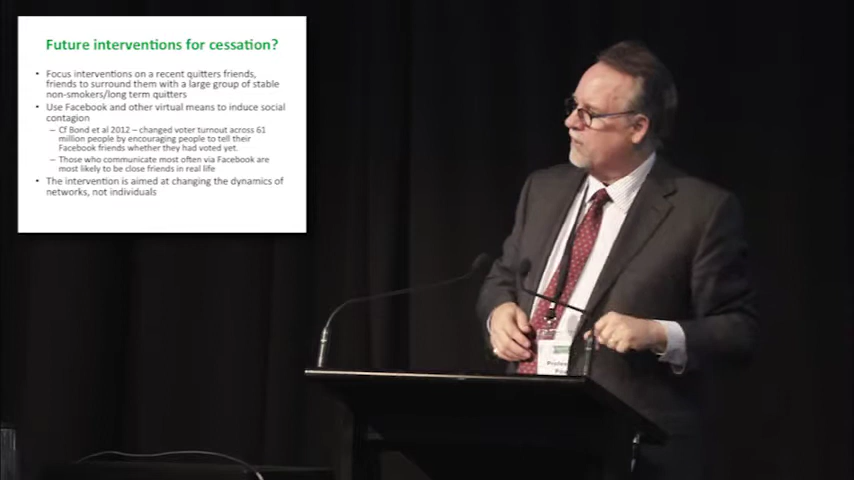 Future interventions for cessation?
• Focus interventions on a recent quitters friends,
friends to surround them with a large group of stable
non-smokers/long term quitters
• Use Facebook and other virtual means to induce social
contagion
– Cf Bond et al 2012 – changed voter turnout across 61
million people by encouraging people to tell their
Facebook friends whether they had voted yet.
– Those who communicate most often via Facebook are
most likely to be close friends in real life
• The intervention is aimed at changing the dynamics of
networks, not individuals